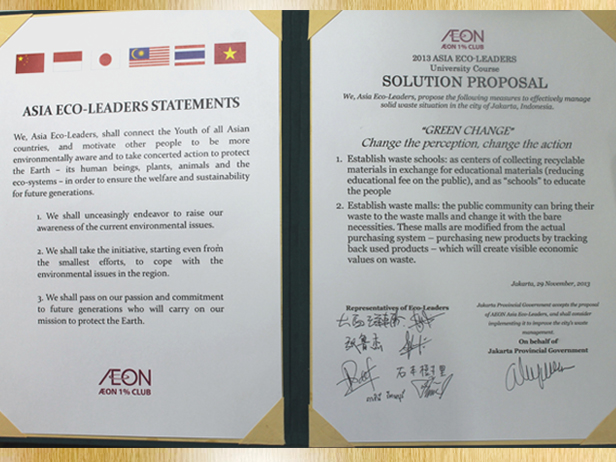 ASIA ECO-LEADERS STATEMENTS
We, Asia Eco-Leaders, shall connect the Youth of all Asian
countries, and motivate other people to be more
environmentally aware and to take concerted action to protect
the Earth – its human beings, plants, animals and the
eco-systems – in order to ensure the welfare and sustainability
for future generations.
1. We shall unceasingly endeavor to raise our
awareness of the current environmental issues.
2. We shall take the initiative, starting even from
the smallest efforts, to cope with the
environmental issues in the region.
3. We shall pass on our passion and commitment
to future generations who will carry on our
mission to protect the Earth.
ÆON
ÆON 1% CLUB
ÆON
ÆON 1% CLUB
2013 ASIA ECO-LEADERS
University Course
SOLUTION PROPOSAL
We, Asia Eco-Leaders, propose the following measures to effectively manage
solid waste situation in the city of Jakarta, Indonesia.
"GREEN CHANGE"
Change the perception, change the action
1. Establish waste schools: as centers of collecting recyclable
materials in exchange for educational materials (reducing
educational fee on the public), and as "schools" to educate
the people
2. Establish waste malls: the public community can bring their
waste to the waste malls and change it with the bare
necessities. These malls are modified from the actual
purchasing system – purchasing new products by tracking
back used products – which will create visible economic
values on waste.
Jakarta, 29 November, 2013
Representatives of Eco-Leaders
Jakarta Provincial Government accepts the proposal
of AEON Asia Eco-Leaders, and shall consider
implementing it to improve the city's waste
management.
On behalf of
Jakarta Provincial Government